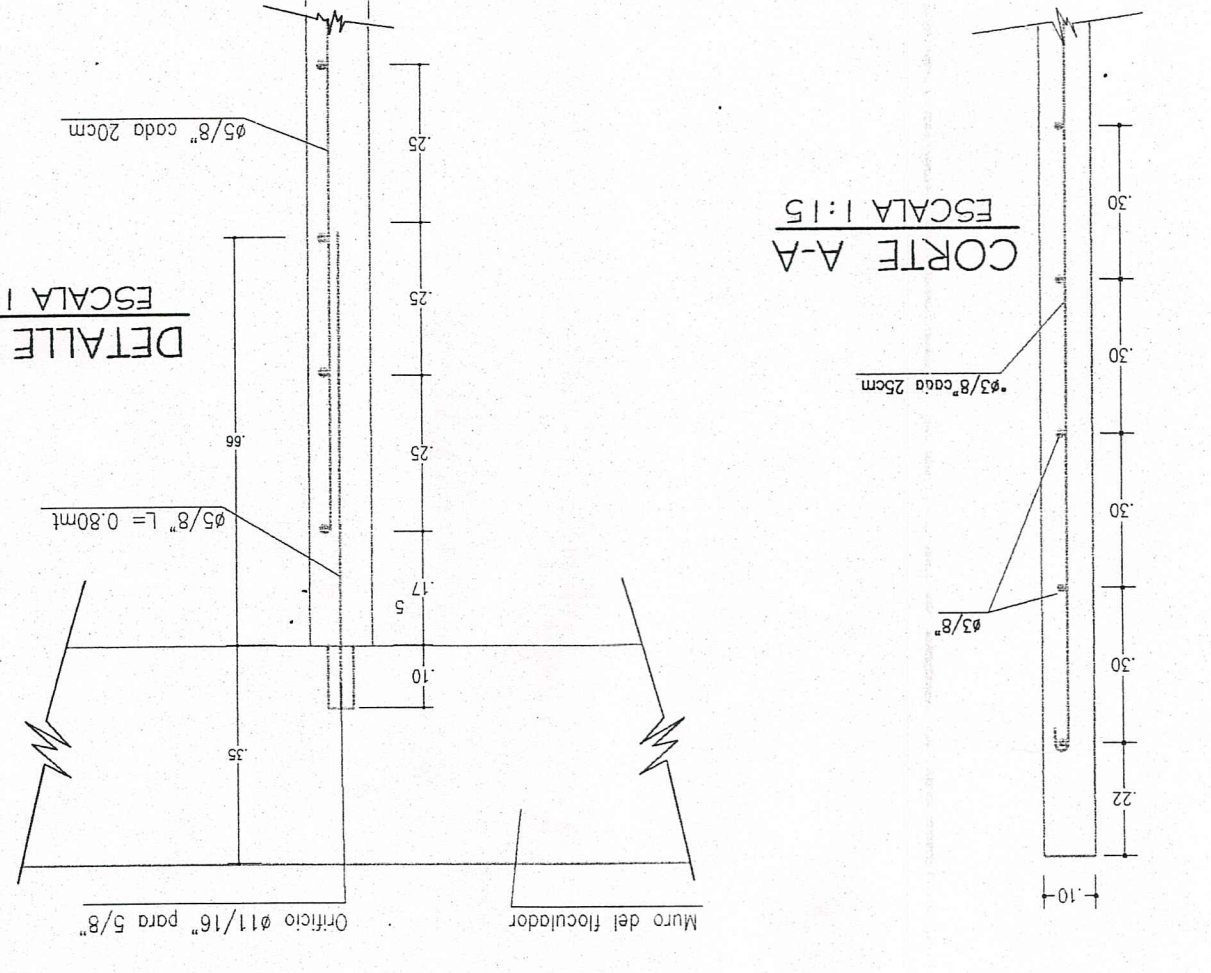 Muro del floculador
Orificio ø11/16" para 5/8"
.10
.22
.30
.30
.30
.30
ø3/8"
ø3/8"cada 25cm
CORTE A-A
ESCALA 1:15
.35
.10
.17 5
.25
.25
.25
.66
ø5/8" L= 0.80mt
ø5/8" cada 20cm
DETALLE
ESCALA 1